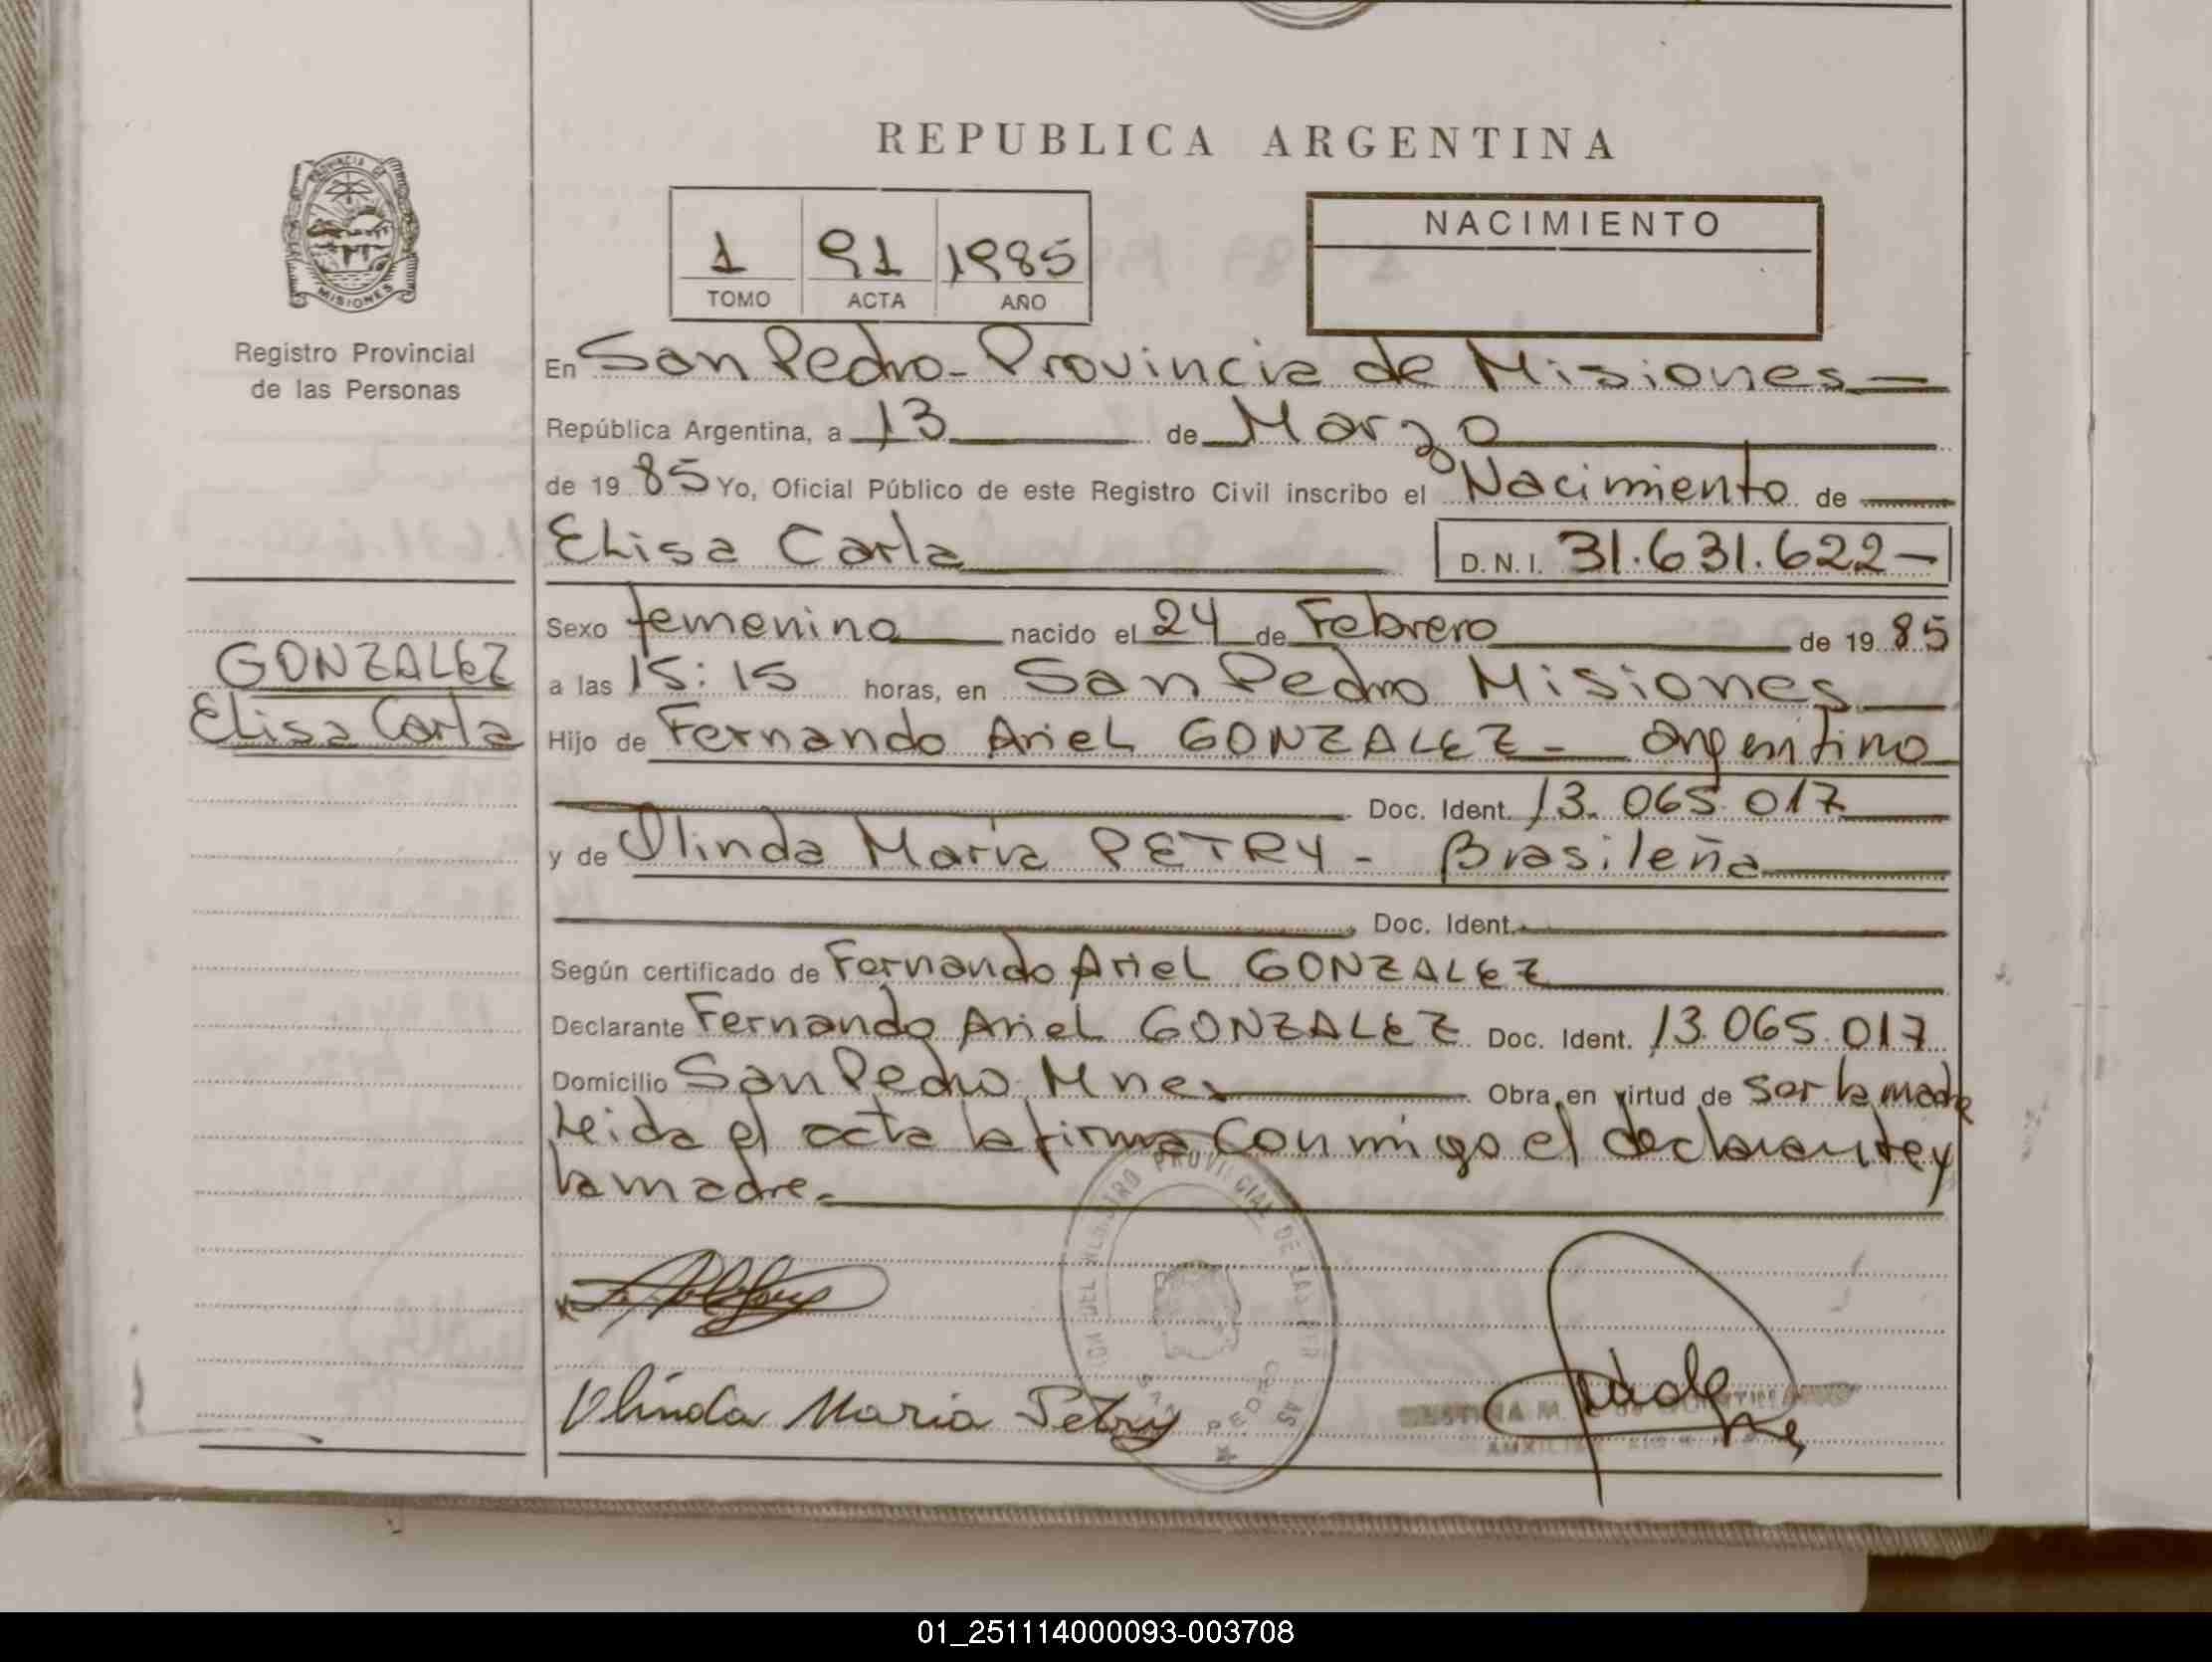 REPUBLICA ARGENTINA
PROVINCIA DE
MISIONES
Registro Provincial
de las Personas
GONZALEZ
Elisa Carla
1 91 1985
TOMO ACTA AÑO
NACIMIENTO
En San Pedro - Provincia de Misiones
República Argentina, a 13 de Marzo
de 1985 Yo, Oficial Público de este Registro Civil inscribo el Nacimiento de
Elisa Carla D.N.I. 31.631.622-
Sexo femenino nacido el 24 de Febrero de 1985
a las 15:15 horas, en San Pedro Misiones
Hijo de Fernando Ariel GONZALEZ - argentino
Doc. Ident. 13.065.017
y de Olinda Maria PETRY - Brasileña
Doc. Ident.
Según certificado de Fernando Ariel GONZALEZ
Declarante Fernando Ariel GONZALEZ Doc. Ident. 13.065.017
Domicilio San Pedro Mnes Obra en virtud de ser la madre
Leida el acta la firma conmigo el declarante y
la madre.
Olinda Maria Petry
SAN PEDRO
01_251114000093-003708